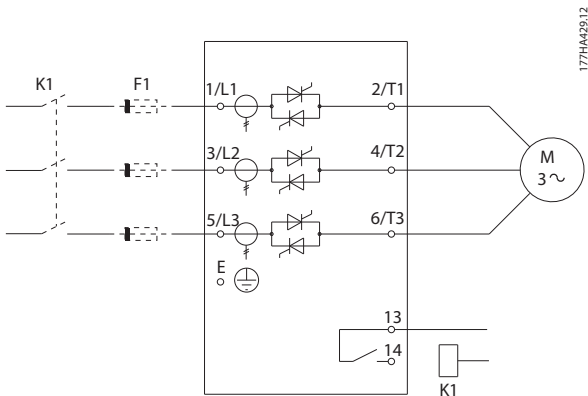 177HA429.12
K1
F1
1/L1
2/T1
3/L2
4/T2
M
3~
5/L3
6/T3
E
13
14
K1